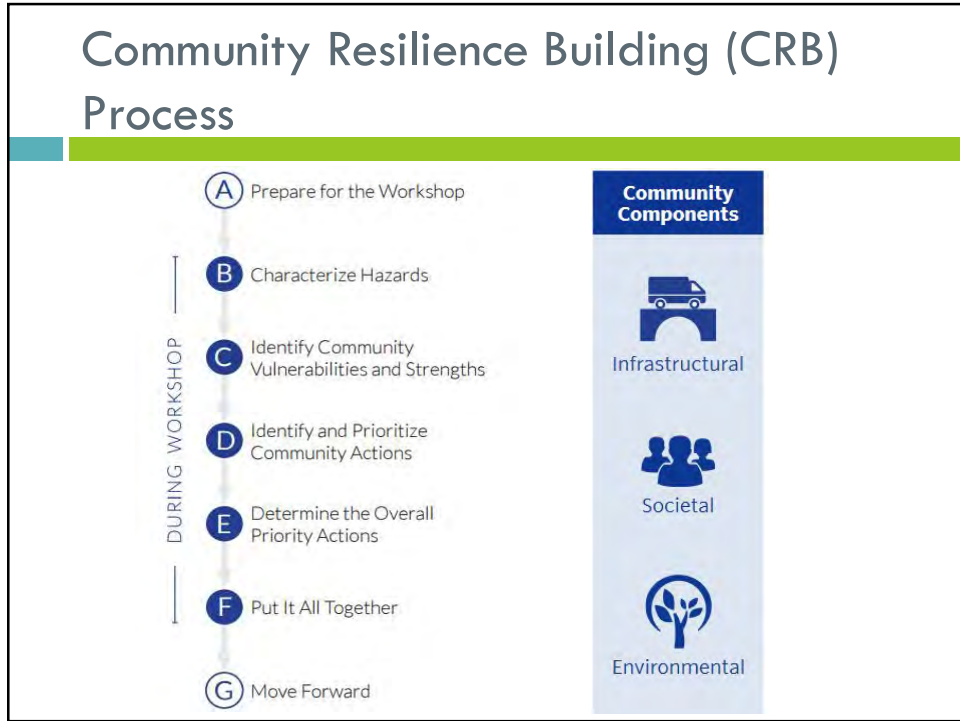 Community Resilience Building (CRB)
Process
DURING WORKSHOP
A Prepare for the Workshop
B Characterize Hazards
C Identify Community
Vulnerabilities and Strengths
D Identify and Prioritize
Community Actions
E Determine the Overall
Priority Actions
F Put It All Together
G Move Forward
Community
Components
Infrastructural
Societal
Environmental